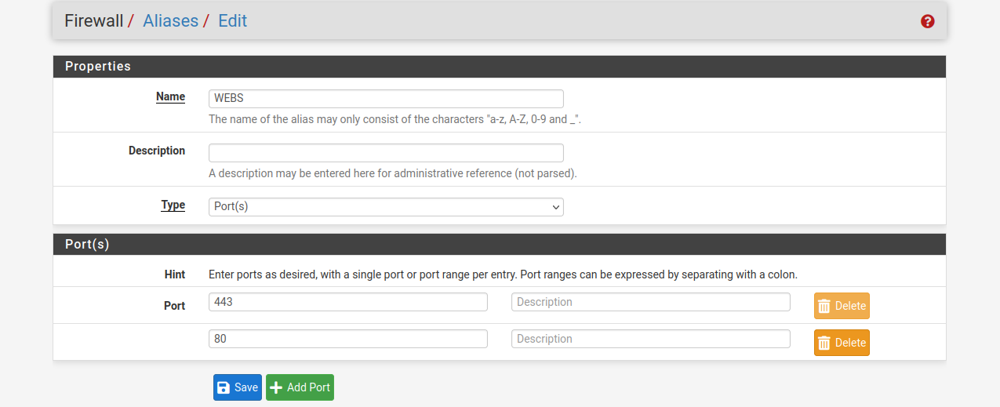 Firewall / Aliases / Edit
Properties
Name
WEBS
The name of the alias may only consist of the characters "a-z, A-Z, 0-9 and _".
Description
A description may be entered here for administrative reference (not parsed).
Type
Port(s)
Port(s)
Hint
Enter ports as desired, with a single port or port range per entry. Port ranges can be expressed by separating with a colon.
Port
443
Description
Delete
80
Description
Delete
Save
Add Port